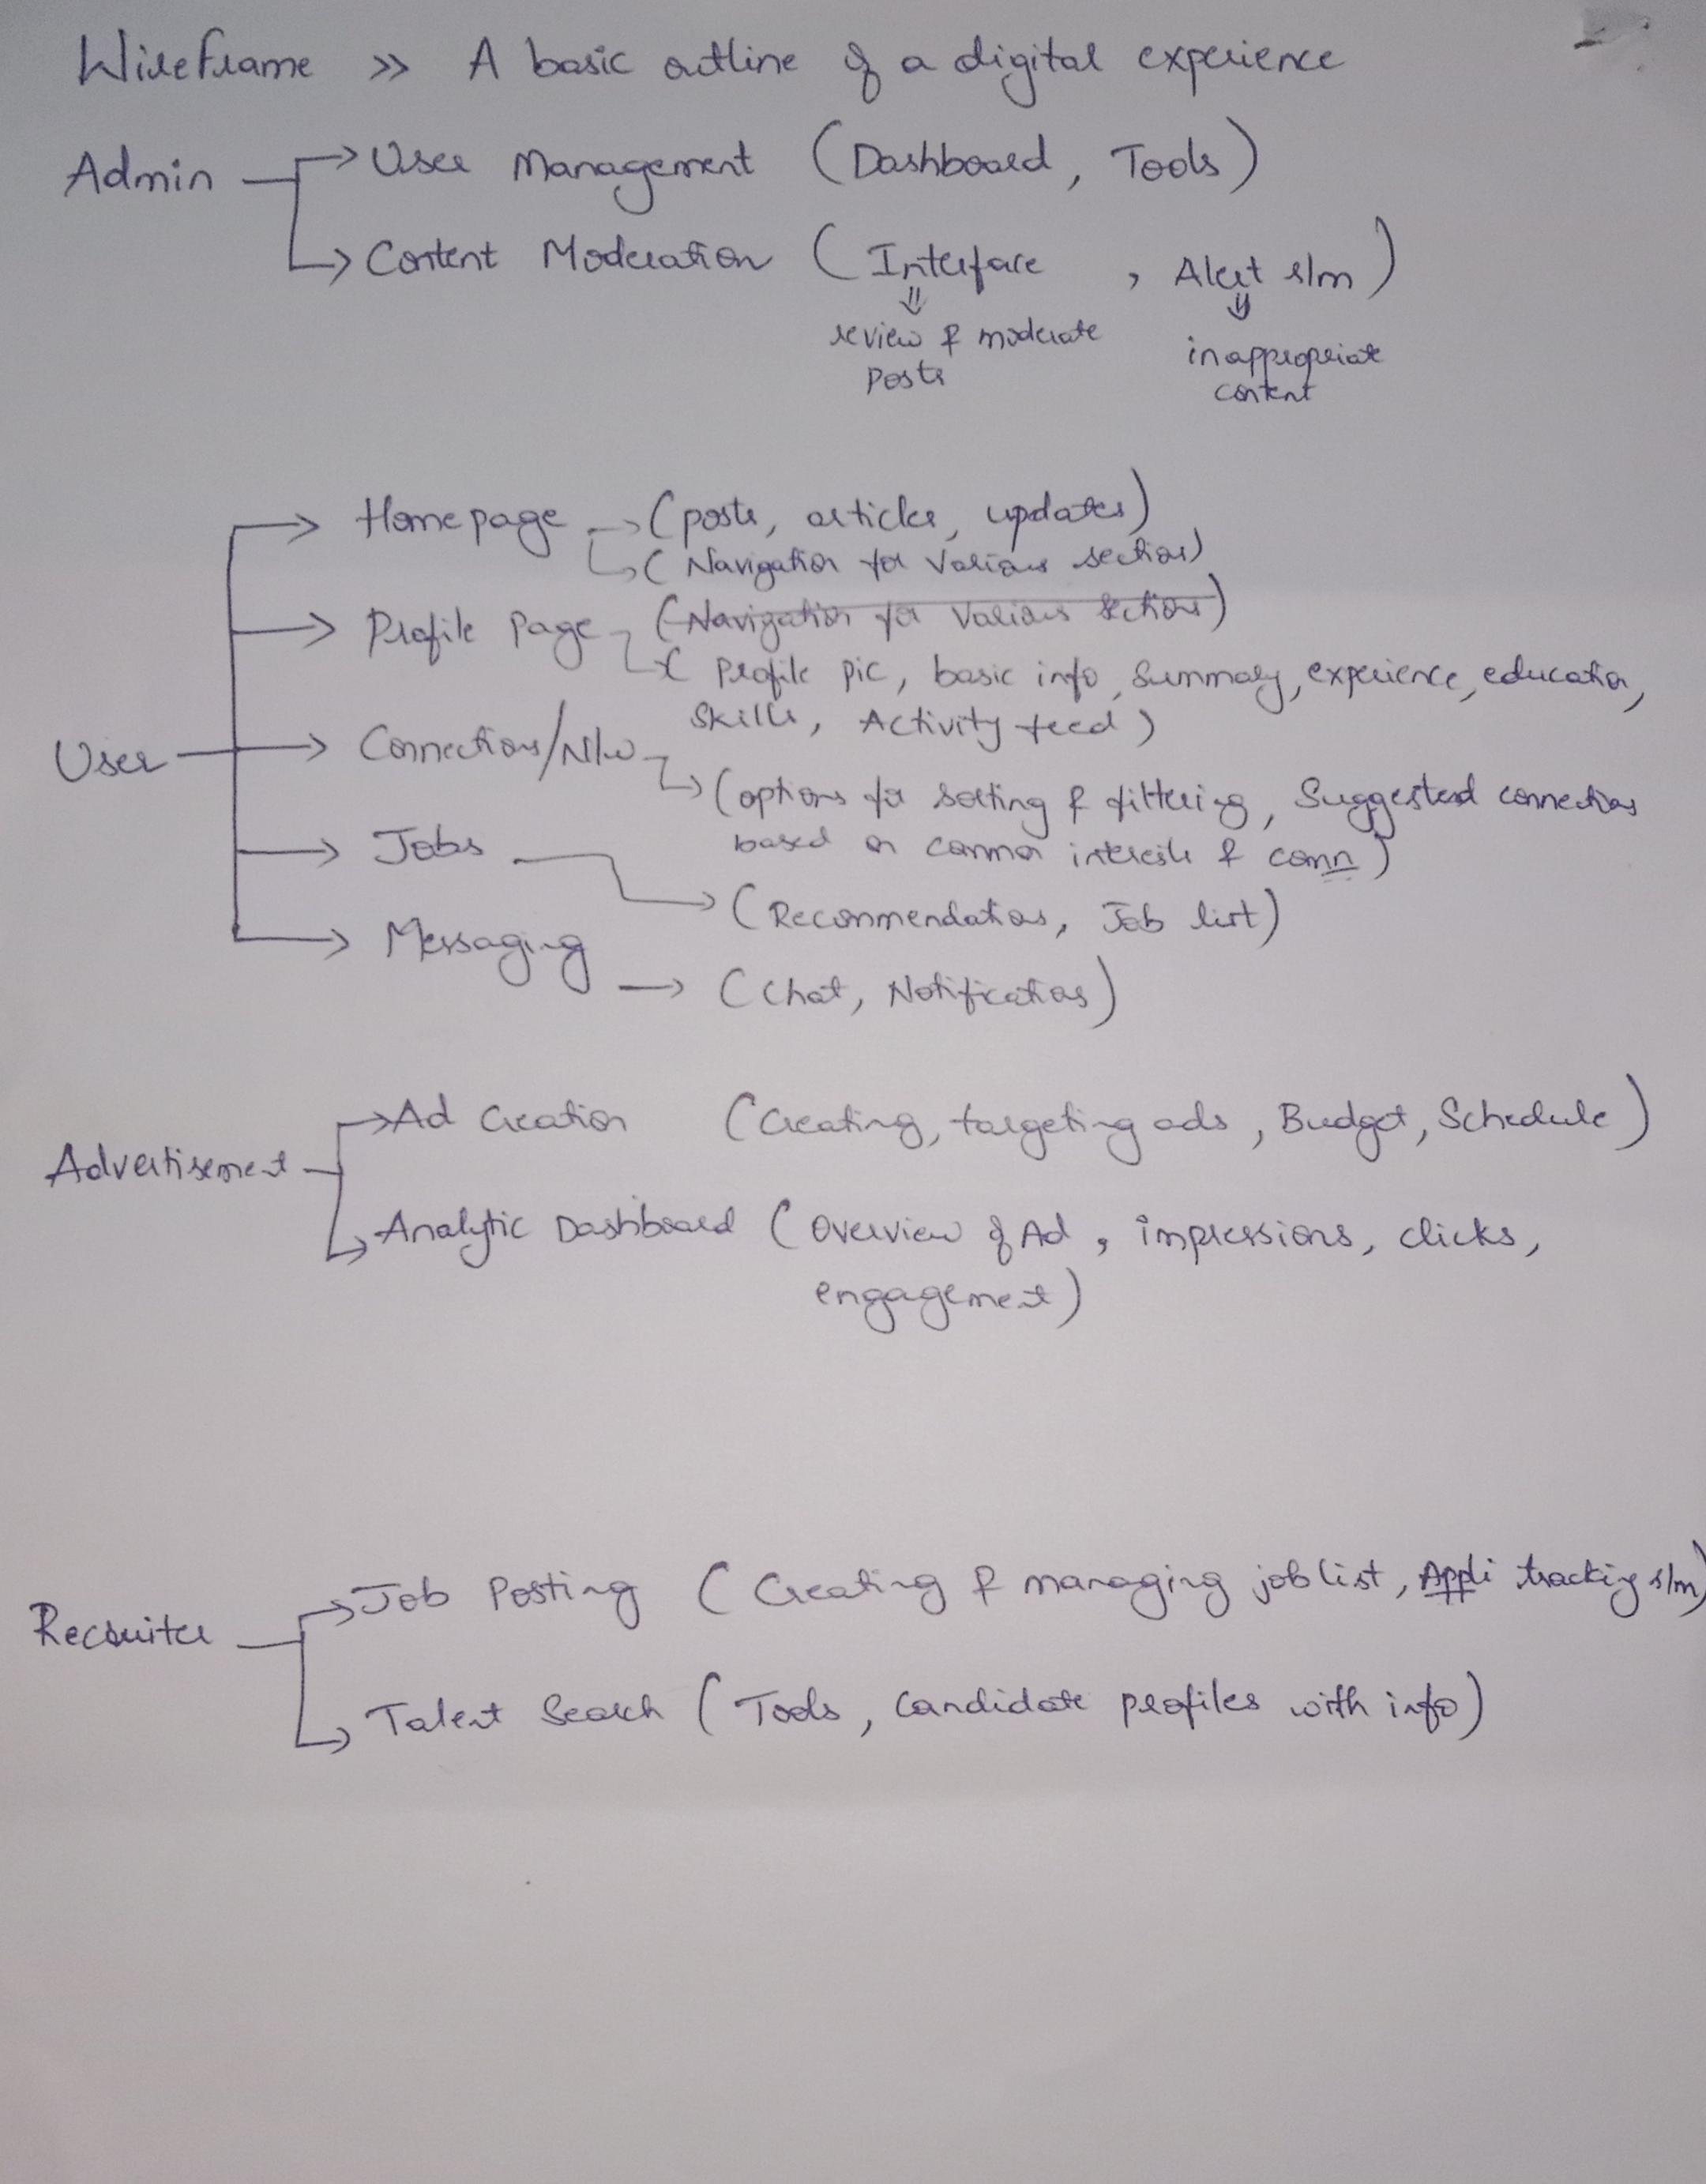 Wireframe >> A basic outline of a digital experience
Admin → User Management (Dashboard, Tools)
→ Content Moderation (Interface, Alert s/m)
⇓ ⇓
review & moderate posts
inappropriate content
User → Homepage → (posts, articles, updates)
→ (Navigation for various sections)
→ Profile Page (Navigation for various sections)
→ (Profile pic, basic info, Summary, experience, education,
Skills, Activity feed)
→ Connections/N/w
→ (options for sorting & filtering, Suggested connections
based on common interests & conn)
→ Jobs
→ (Recommendations, Job list)
→ Messaging
→ (Chat, Notifications)
Advertisement → Ad Creation (Creating, targeting ads, Budget, Schedule)
→ Analytic Dashboard (Overview of Ad, impressions, clicks,
engagement)
Recruiter → Job Posting (Creating & managing job list, Appli tracking s/m)
→ Talent Search (Tools, Candidate profiles with info)